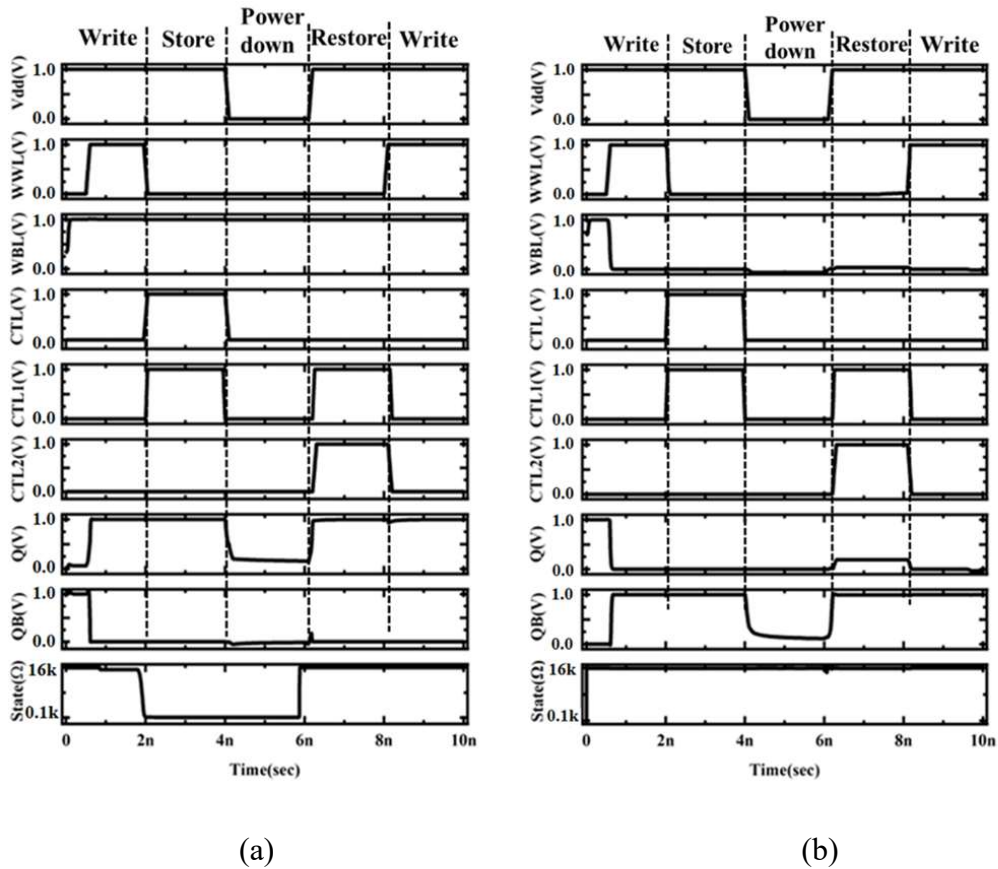 Write Store Power down Restore Write
Vdd(V) 1.0 0.0
WWL(V) 1.0 0.0
WBL(V) 1.0 0.0
CTL(V) 1.0 0.0
CTL1(V) 1.0 0.0
CTL2(V) 1.0 0.0
Q(V) 1.0 0.0
QB(V) 1.0 0.0
State(Ω) 16k 0.1k
0 2n 4n 6n 8n 10n
Time(sec)
(a)
Write Store Power down Restore Write
Vdd(V) 1.0 0.0
WWL(V) 1.0 0.0
WBL(V) 1.0 0.0
CTL (V) 1.0 0.0
CTL1(V) 1.0 0.0
CTL2(V) 1.0 0.0
Q(V) 1.0 0.0
QB(V) 1.0 0.0
State(Ω) 16k 0.1k
0 2n 4n 6n 8n 10n
Time(sec)
(b)